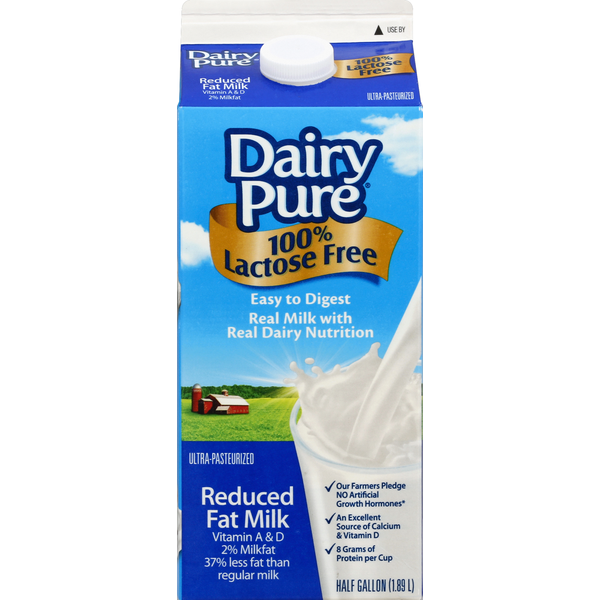 USE BY
Dairy
Pure
100%
Lactose Free
Reduced
Fat Milk
Vitamin A & D
2% Milkfat
ULTRA-PASTEURIZED
Dairy
Pure®
100%
Lactose Free
Easy to Digest
Real Milk with
Real Dairy Nutrition
ULTRA-PASTEURIZED
Reduced
Fat Milk
Vitamin A & D
2% Milkfat
37% less fat than
regular milk
Our Farmers Pledge
NO Artificial
Growth Hormones*
An Excellent
Source of Calcium
& Vitamin D
8 Grams of
Protein per Cup
HALF GALLON (1.89 L)